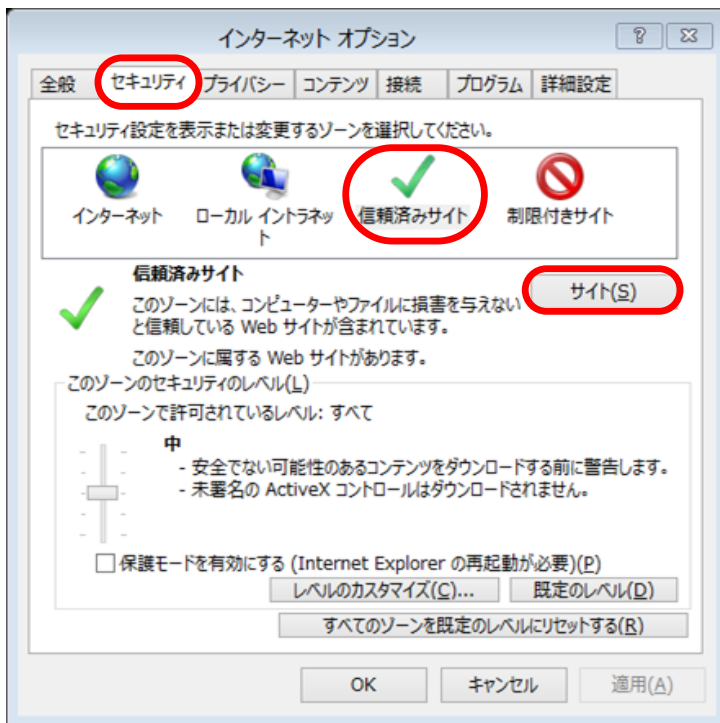 インターネット オプション
全般 セキュリティ プライバシー コンテンツ 接続 プログラム 詳細設定
セキュリティ設定を表示または変更するゾーンを選択してください。
インターネット
ローカル イントラネッ
ト
信頼済みサイト
制限付きサイト
信頼済みサイト
サイト(S)
このゾーンには、コンピューターやファイルに損害を与えない
と信頼している Web サイトが含まれています。
このゾーンに属する Web サイトがあります。
このゾーンのセキュリティのレベル(L)
このゾーンで許可されているレベル: すべて
中
- 安全でない可能性のあるコンテンツをダウンロードする前に警告します。
- 未署名の ActiveX コントロールはダウンロードされません。
保護モードを有効にする (Internet Explorer の再起動が必要)(P)
レベルのカスタマイズ(C)... 既定のレベル(D)
すべてのゾーンを既定のレベルにリセットする(R)
OK キャンセル 適用(A)